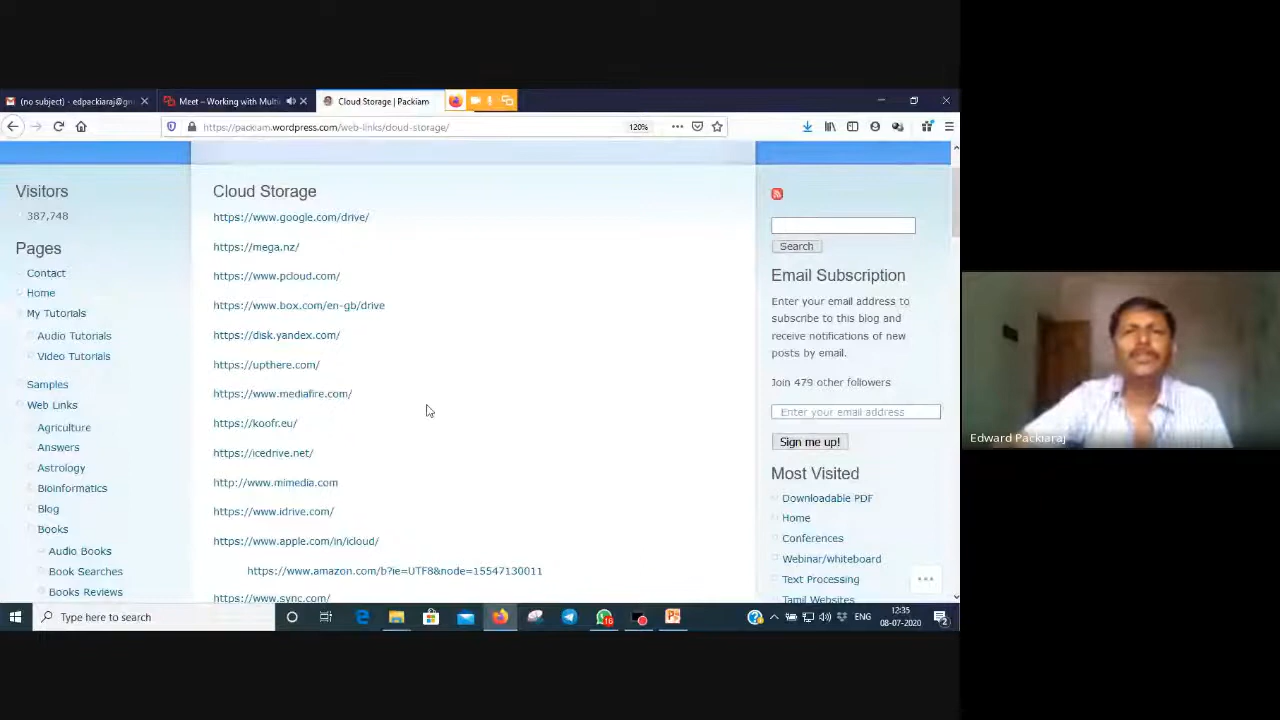 (no subject) - edpackiaraj@gm
Meet – Working with Multi
Cloud Storage | Packiam
https://packiam.wordpress.com/web-links/cloud-storage/
120%
Visitors
387,748
Pages
Contact
Home
My Tutorials
Audio Tutorials
Video Tutorials
Samples
Web Links
Agriculture
Answers
Astrology
Bioinformatics
Blog
Books
Audio Books
Book Searches
Books Reviews
Cloud Storage
https://www.google.com/drive/
https://mega.nz/
https://www.pcloud.com/
https://www.box.com/en-gb/drive
https://disk.yandex.com/
https://upthere.com/
https://www.mediafire.com/
https://koofr.eu/
https://icedrive.net/
http://www.mimedia.com
https://www.idrive.com/
https://www.apple.com/in/icloud/
https://www.amazon.com/b?ie=UTF8&node=15547130011
https://www.sync.com/
Search
Email Subscription
Enter your email address to
subscribe to this blog and
receive notifications of new
posts by email.
Join 479 other followers
Enter your email address
Sign me up!
Most Visited
Downloadable PDF
Home
Conferences
Webinar/whiteboard
Text Processing
Tamil Websites
Edward Packiaraj
Type here to search
16
ENG
12:35
08-07-2020
2